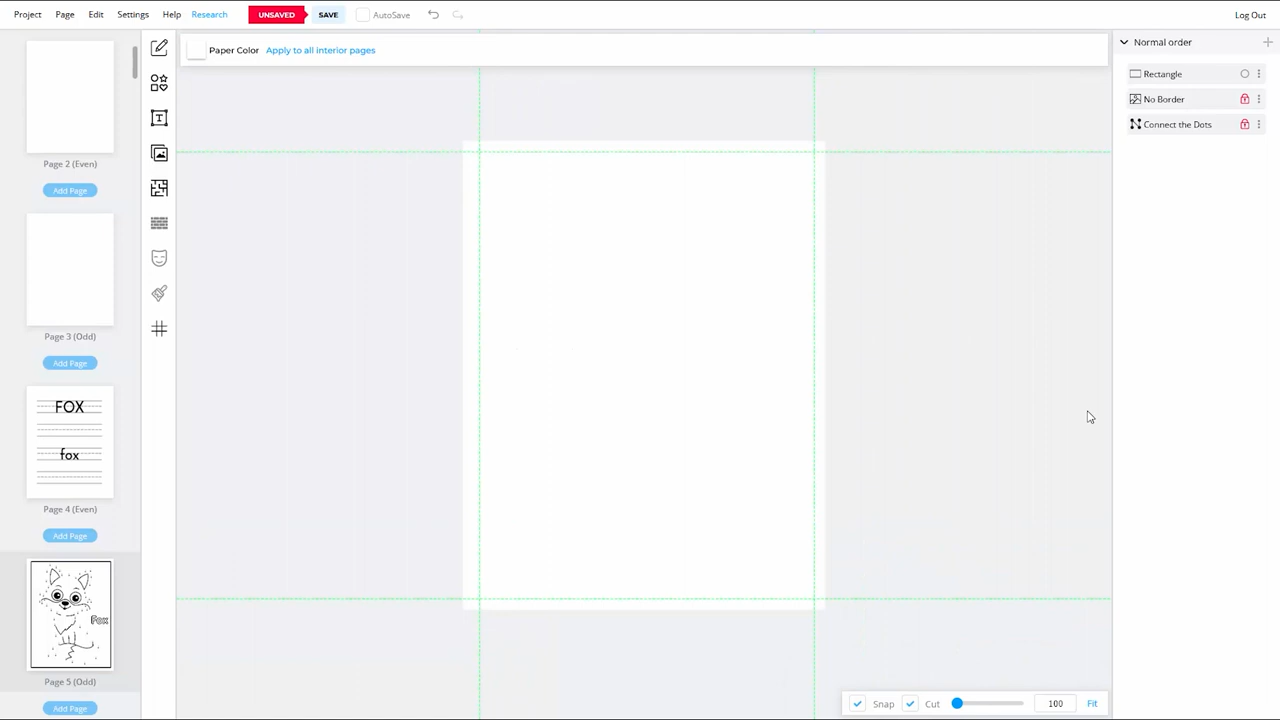 Project Page Edit Settings Help Research UNSAVED SAVE AutoSave Log Out
Paper Color Apply to all interior pages
Normal order
Rectangle
No Border
Connect the Dots
Page 2 (Even)
Add Page
Page 3 (Odd)
Add Page
FOX
fox
Page 4 (Even)
Add Page
Fox
Page 5 (Odd)
Add Page
Snap Cut 100 Fit